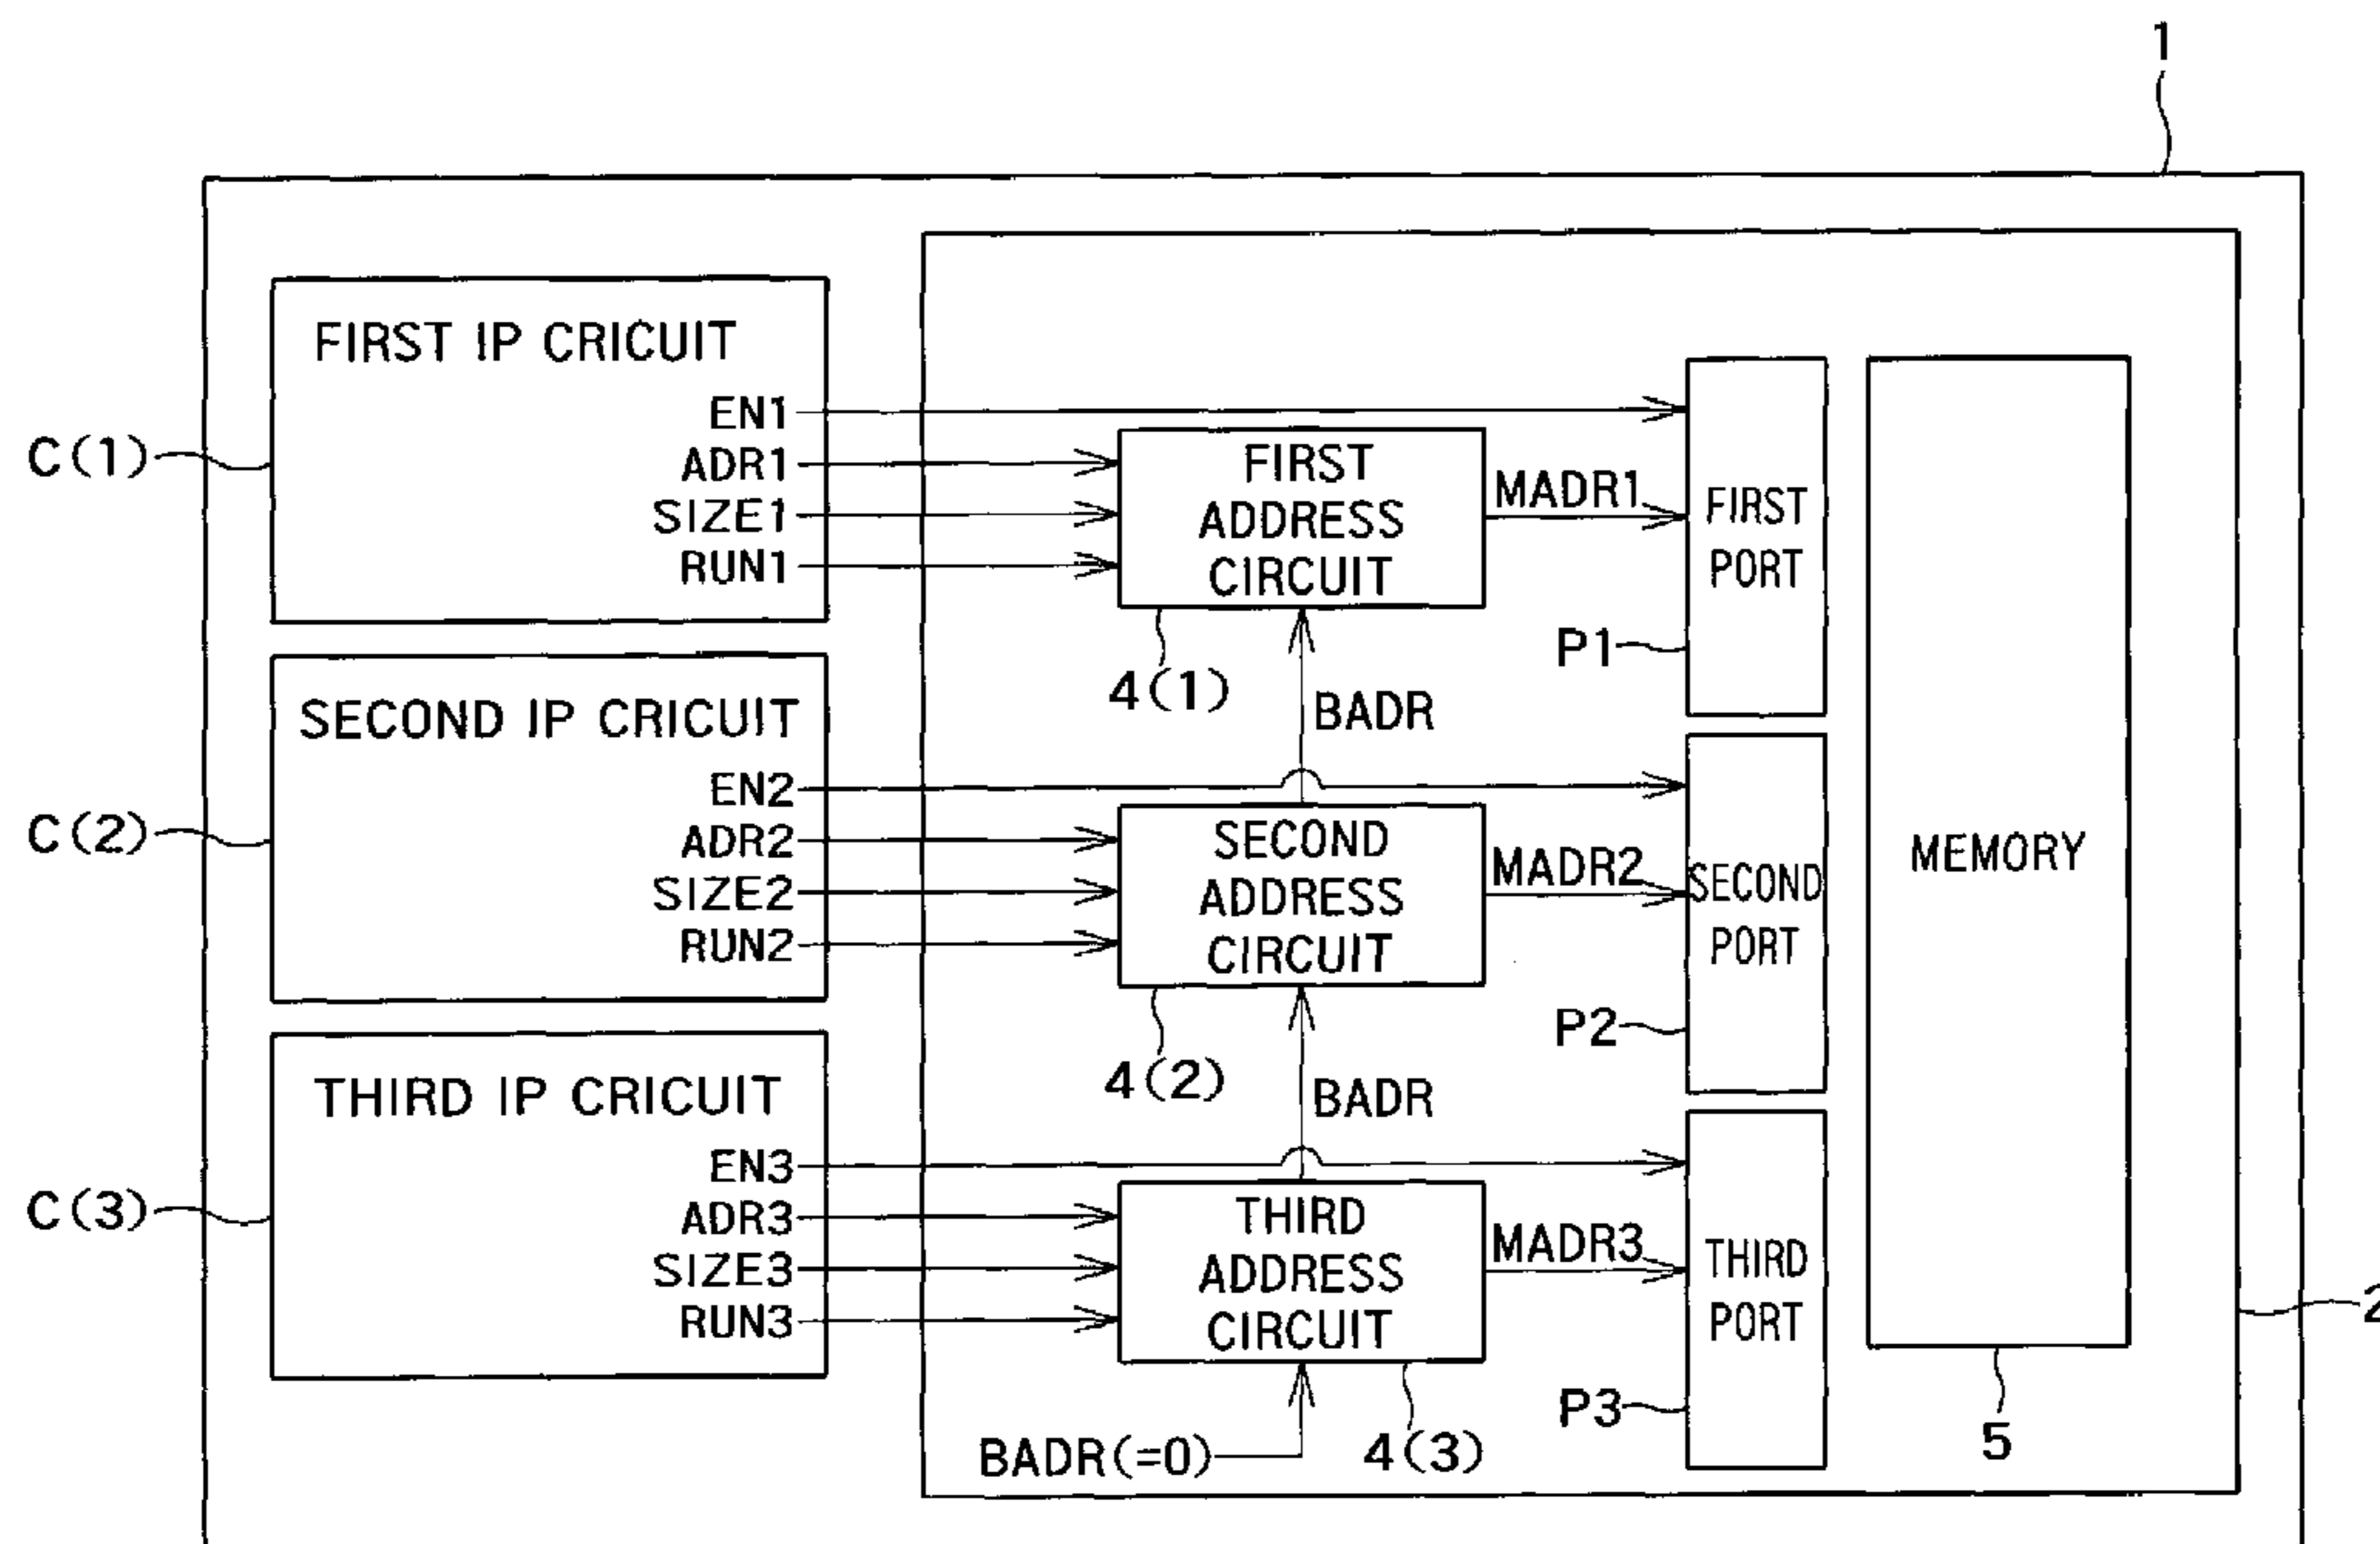 1
FIRST IP CRICUIT
EN1
ADR1
SIZE1
RUN1
C(1)
FIRST
ADDRESS
CIRCUIT
MADR1
FIRST
PORT
P1
4(1)
BADR
SECOND IP CRICUIT
EN2
ADR2
SIZE2
RUN2
C(2)
SECOND
ADDRESS
CIRCUIT
MADR2
SECOND
PORT
MEMORY
P2
4(2)
BADR
THIRD IP CRICUIT
EN3
ADR3
SIZE3
RUN3
C(3)
THIRD
ADDRESS
CIRCUIT
MADR3
THIRD
PORT
2
P3
BADR(=0)
4(3)
5